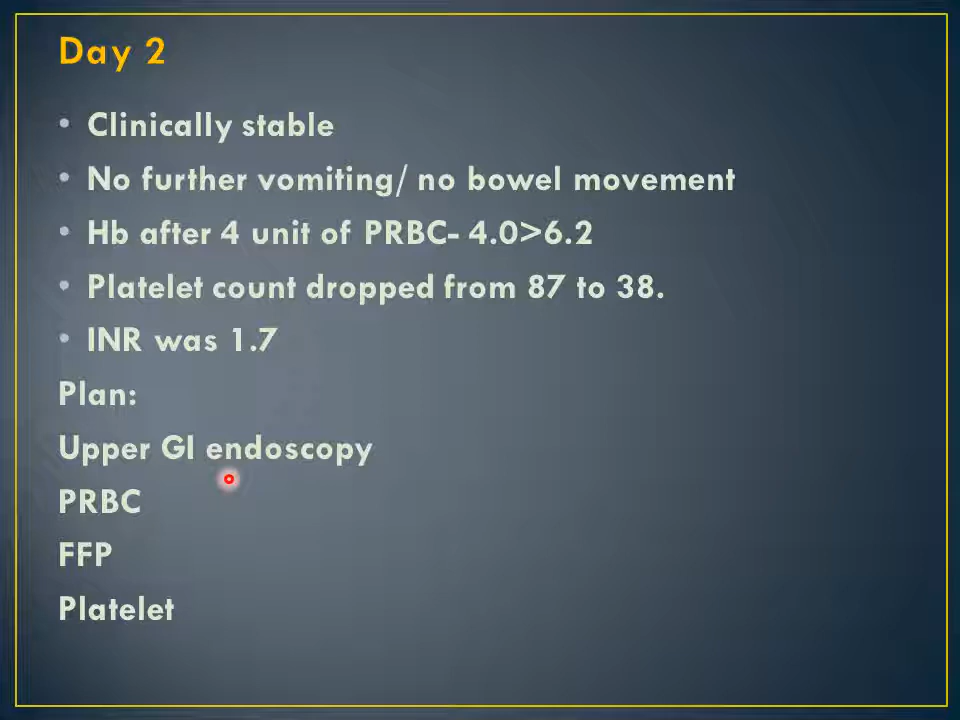 Day 2
• Clinically stable
• No further vomiting/ no bowel movement
• Hb after 4 unit of PRBC- 4.0>6.2
• Platelet count dropped from 87 to 38.
• INR was 1.7
Plan:
Upper GI endoscopy
PRBC
FFP
Platelet